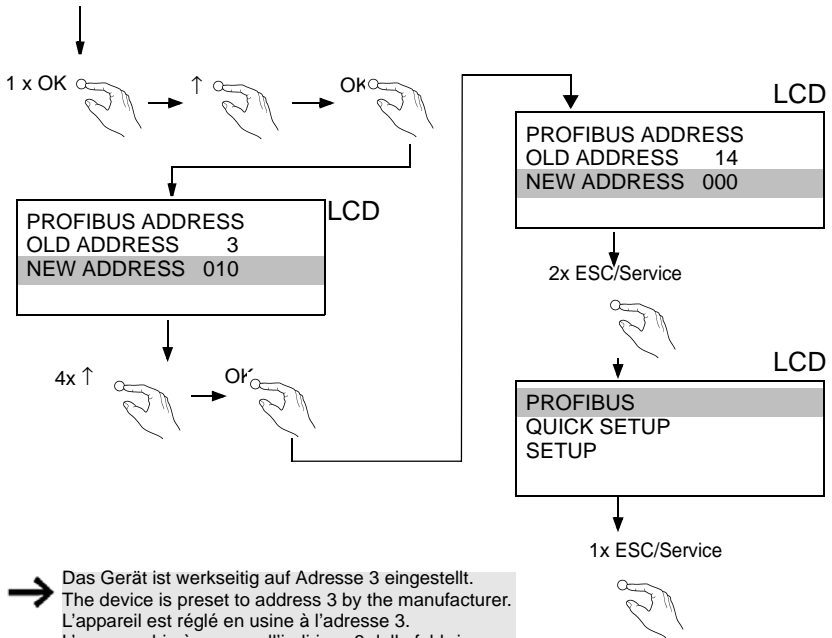 1 x OK
↑
OK
LCD
PROFIBUS ADDRESS
OLD ADDRESS 3
NEW ADDRESS 010
4x ↑
OK
LCD
PROFIBUS ADDRESS
OLD ADDRESS 14
NEW ADDRESS 000
2x ESC/Service
LCD
PROFIBUS
QUICK SETUP
SETUP
1x ESC/Service
Das Gerät ist werkseitig auf Adresse 3 eingestellt.
The device is preset to address 3 by the manufacturer.
L'appareil est réglé en usine à l'adresse 3.